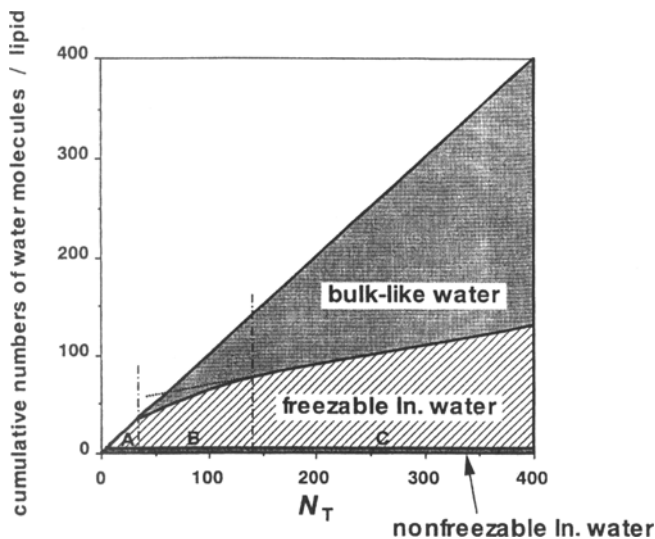 cumulative numbers of water molecules / lipid
400
300
200
100
0
bulk-like water
freezable In. water
A B C
0 100 200 300 400
N_T
nonfreezable In. water